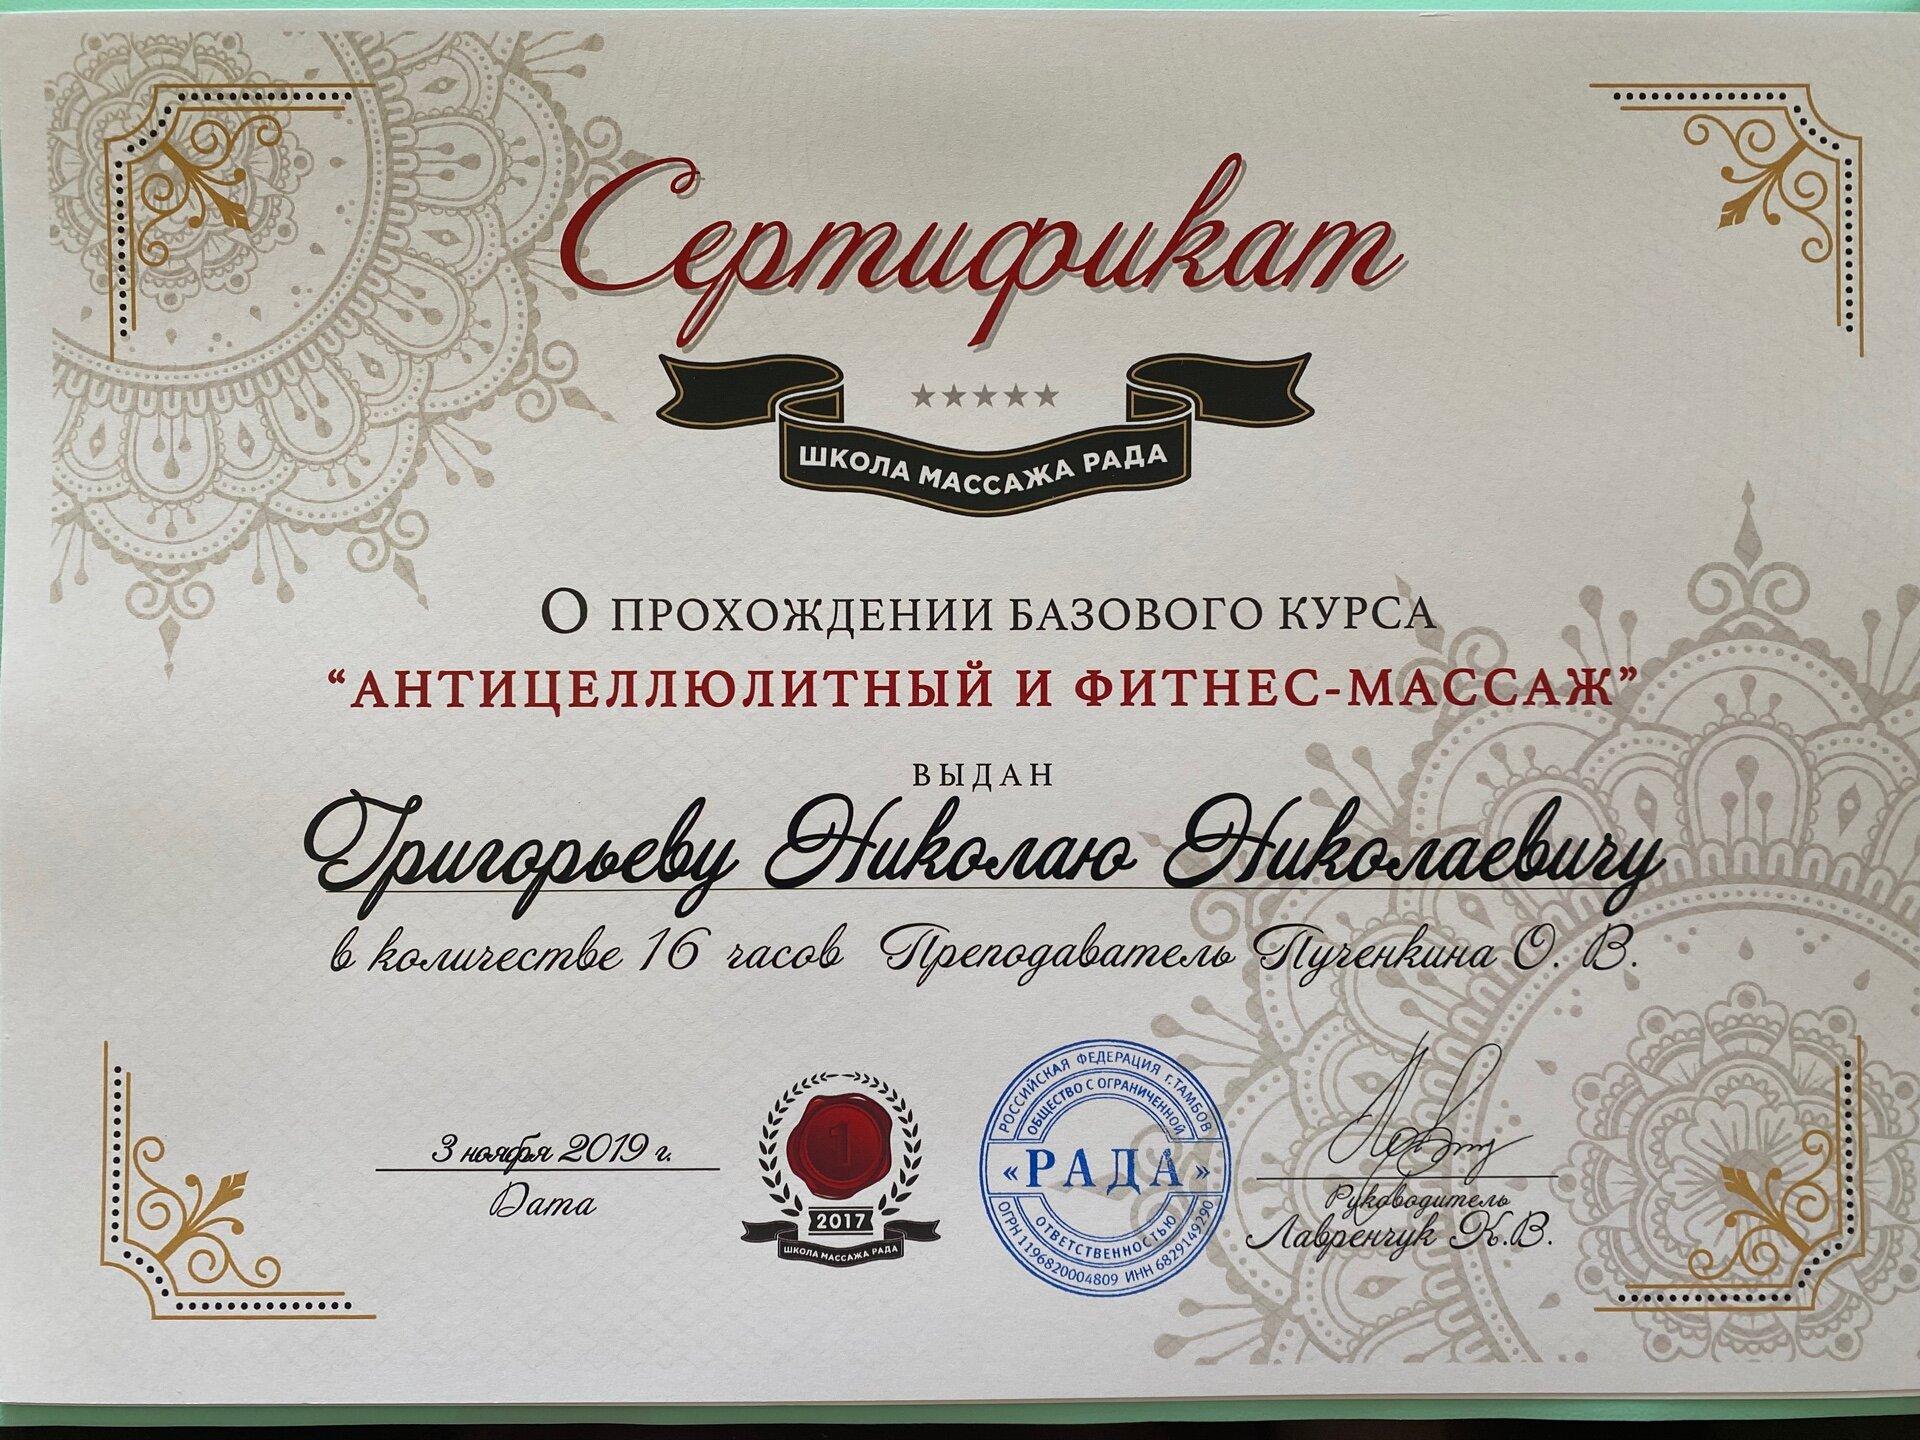 Сертификат
ШКОЛА МАССАЖА РАДА
О ПРОХОЖДЕНИИ БАЗОВОГО КУРСА
“АНТИЦЕЛЛЮЛИТНЫЙ И ФИТНЕС-МАССАЖ”
ВЫДАН
Григорьеву Николаю Николаевичу
в количестве 16 часов Преподаватель Пученкина О. В.
3 ноября 2019 г.
Дата
1
2017
ШКОЛА МАССАЖА РАДА
РОССИЙСКАЯ ФЕДЕРАЦИЯ г.ТАМБОВ
ОБЩЕСТВО С ОГРАНИЧЕННОЙ
«РАДА»
ОТВЕТСТВЕННОСТЬЮ
ОГРН 1196820004809 ИНН 6829149290
Руководитель
Лавренчук К.В.